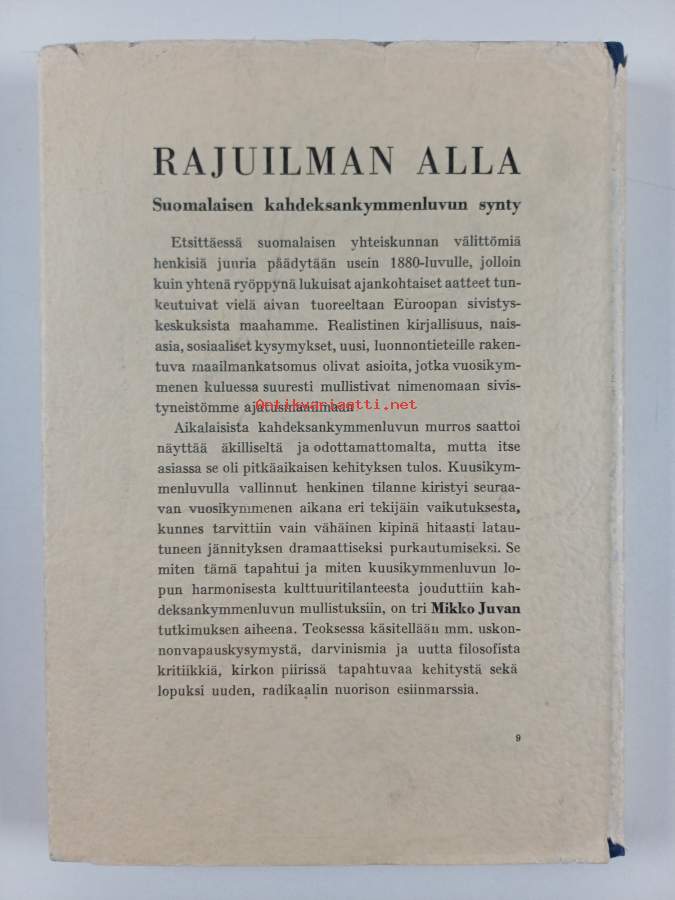 RAJUILMAN ALLA
Suomalaisen kahdeksankymmenluvun synty
Etsittäessä suomalaisen yhteiskunnan välittömiä
henkisiä juuria päädytään usein 1880-luvulle, jolloin
kuin yhtenä ryöppynä lukuisat ajankohtaiset aatteet tun-
keutuivat vielä aivan tuoreeltaan Euroopan sivistys-
keskuksista maahamme. Realistinen kirjallisuus, nais-
asia, sosiaaliset kysymykset, uusi, luonnontieteille raken-
tuva maailmankatsomus olivat asioita, jotka vuosikym-
menen kuluessa suuresti mullistivat nimenomaan sivis-
tyneistömme ajatusmaailmaan
Antikvariaatti.net
Aikalaisista kahdeksankymmenluvun murros saattoi
näyttää äkilliseltä ja odottamattomalta, mutta itse
asiassa se oli pitkäaikaisen kehityksen tulos. Kuusikym-
menluvulla vallinnut henkinen tilanne kiristyi seuraa-
van vuosikymmenen aikana eri tekijäin vaikutuksesta,
kunnes tarvittiin vain vähäinen kipinä hitaasti latau-
tuneen jännityksen dramaattiseksi purkautumiseksi. Se
miten tämä tapahtui ja miten kuusikymmenluvun lo-
pun harmonisesta kulttuuritilanteesta jouduttiin kah-
deksankymmenluvun mullistuksiin, on tri Mikko Juvan
tutkimuksen aiheena. Teoksessa käsitellään mm. uskon-
nonvapauskysymystä, darvinismia ja uutta filosofista
kritiikkiä, kirkon piirissä tapahtuvaa kehitystä sekä
lopuksi uuden, radikaalin nuorison esiinmarssia.
9